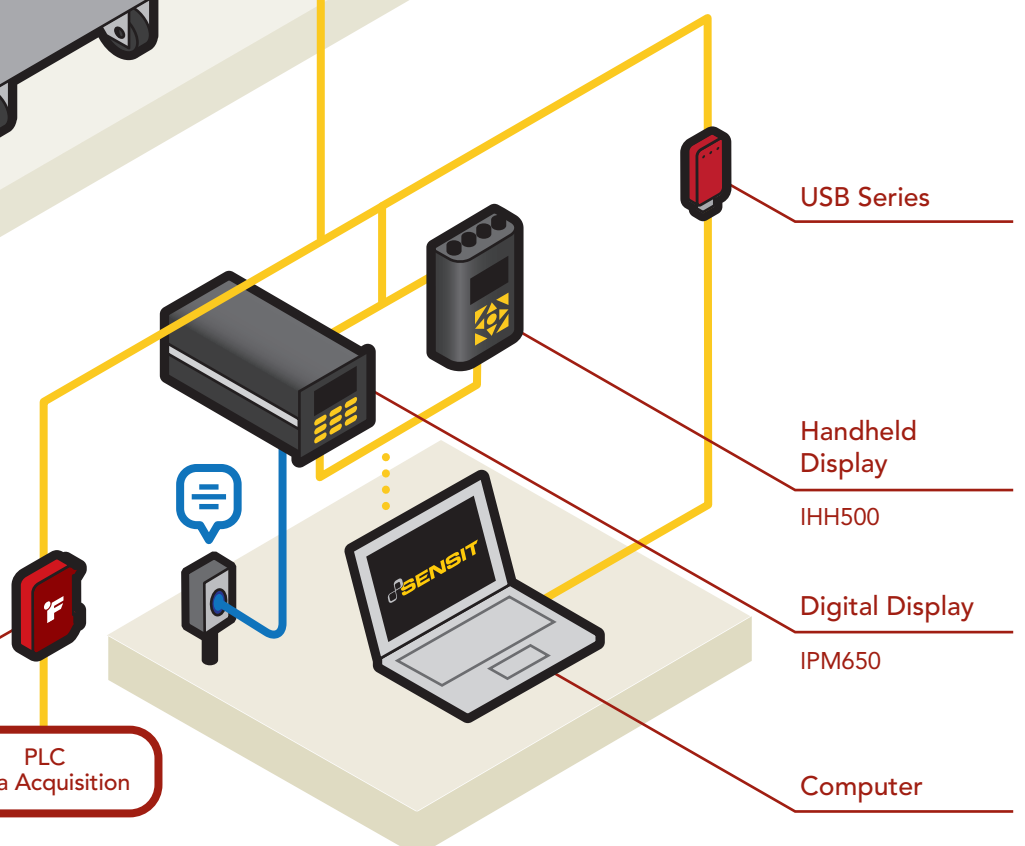 USB Series
Handheld
Display
IHH500
SENSIT
Digital Display
IPM650
PLC
a Acquisition
Computer